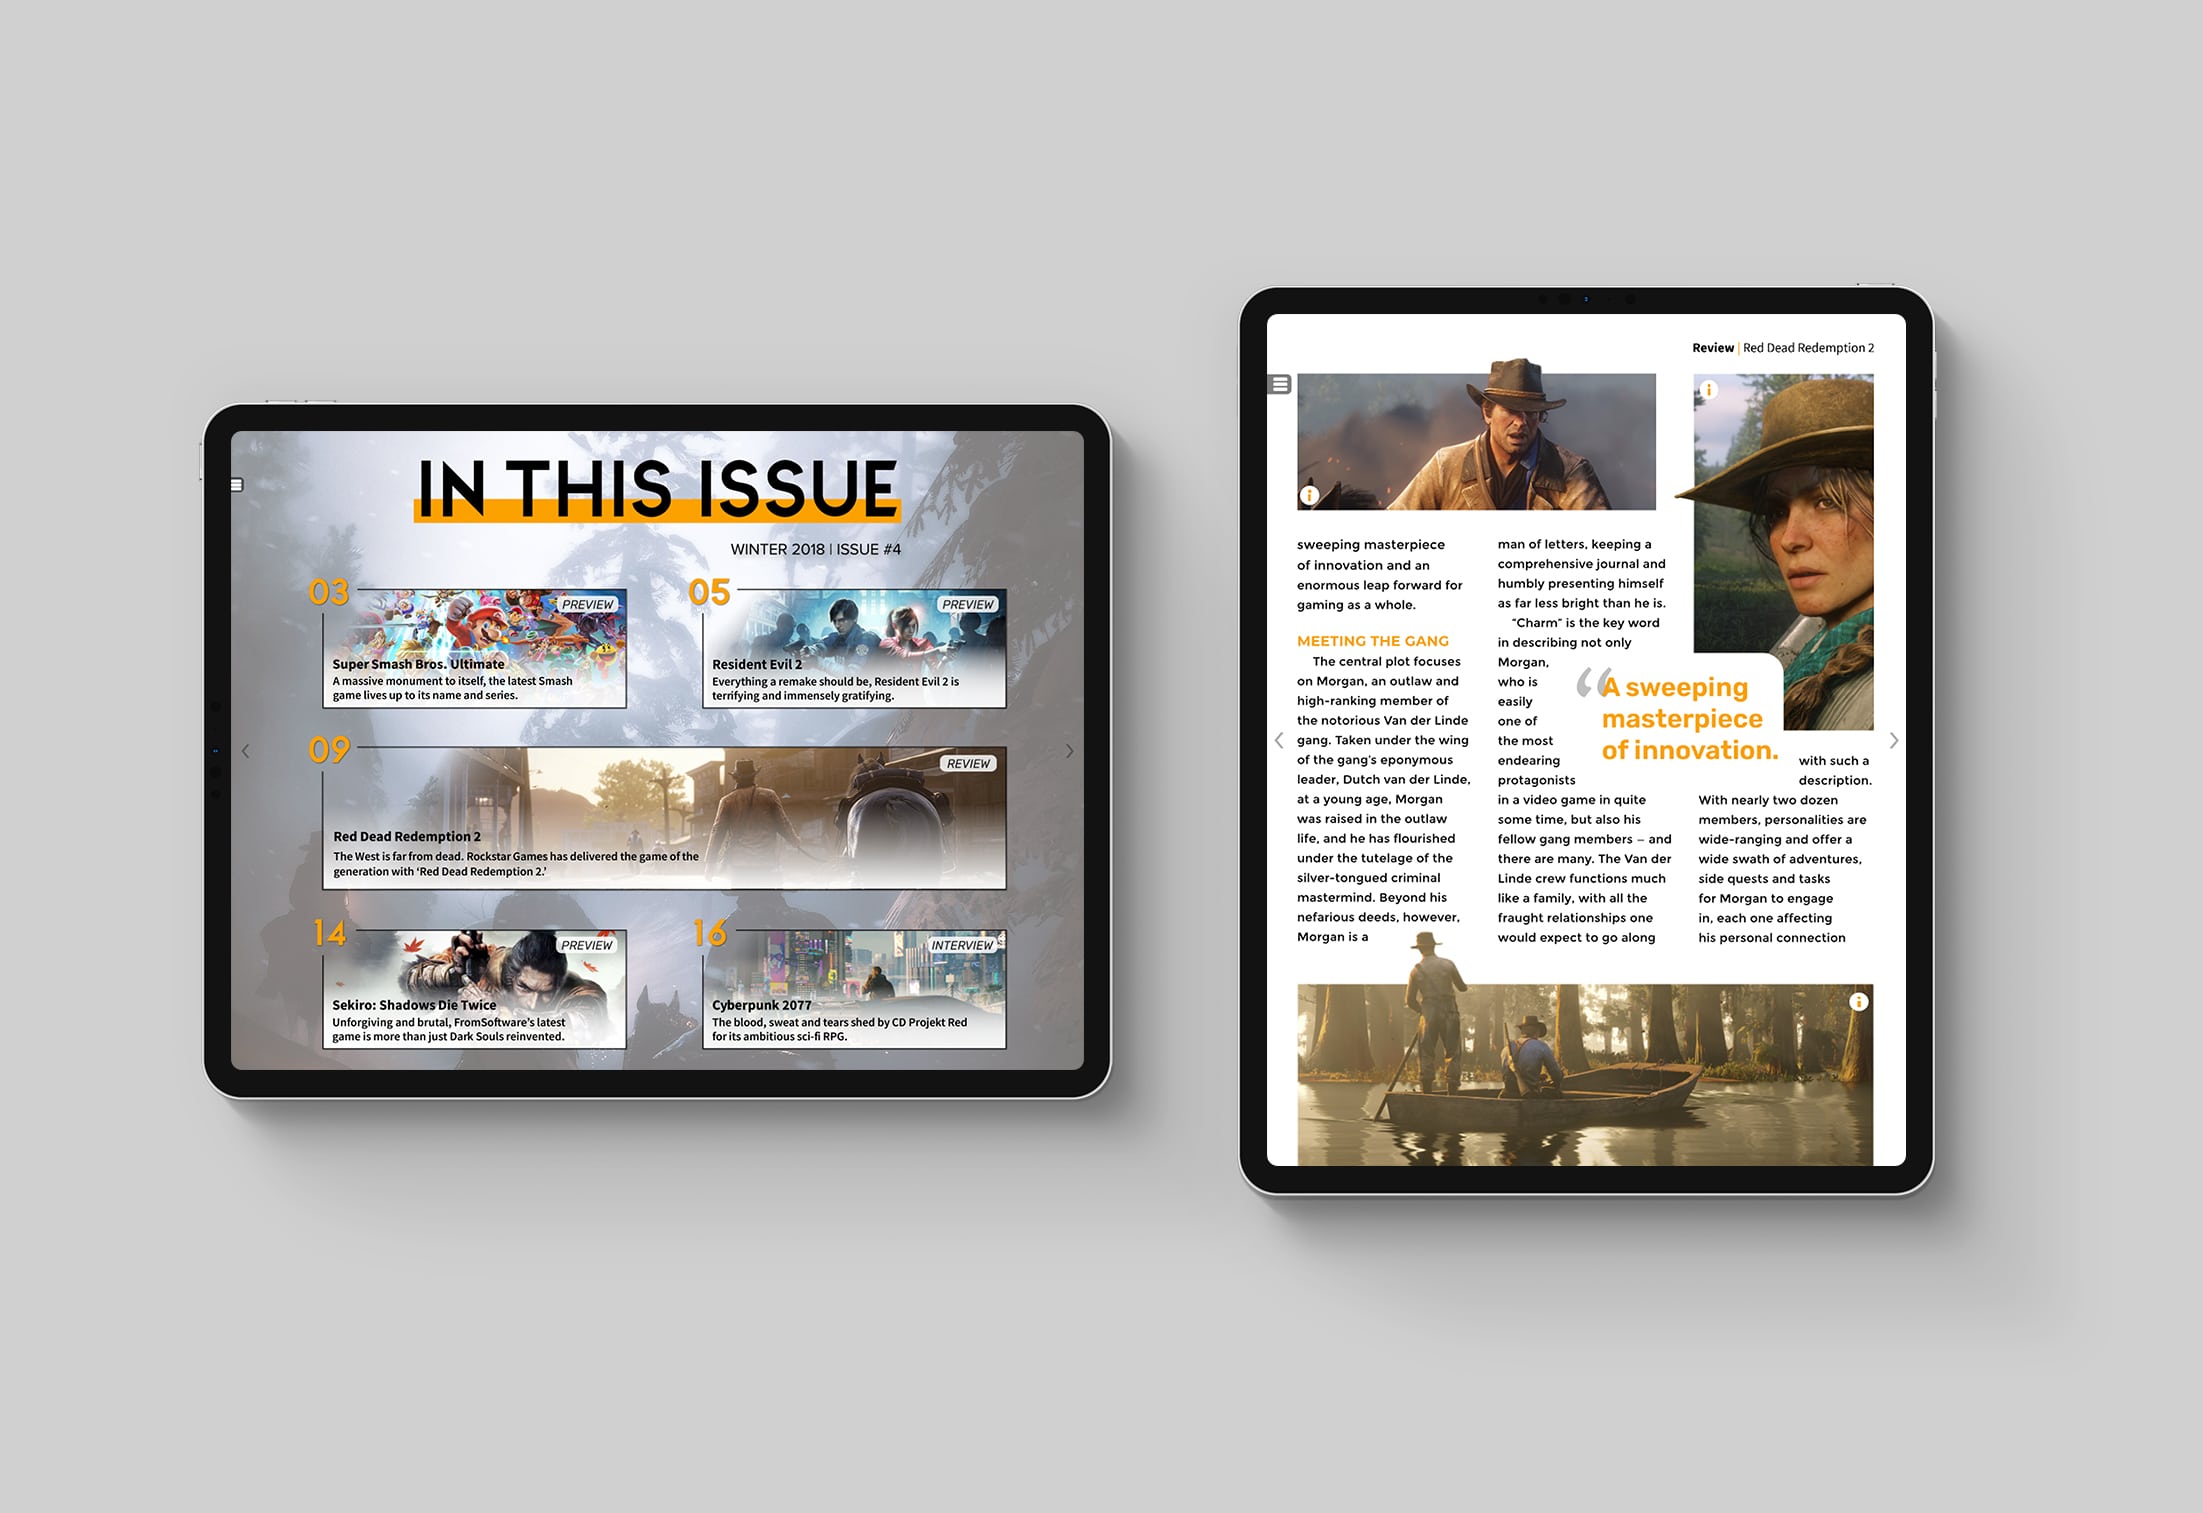 IN THIS ISSUE
WINTER 2018 | ISSUE #4
03
PREVIEW
Super Smash Bros. Ultimate
A massive monument to itself, the latest Smash
game lives up to its name and series.
05
PREVIEW
Resident Evil 2
Everything a remake should be, Resident Evil 2 is
terrifying and immensely gratifying.
09
REVIEW
Red Dead Redemption 2
The West is far from dead. Rockstar Games has delivered the game of the
generation with ‘Red Dead Redemption 2.’
14
PREVIEW
Sekiro: Shadows Die Twice
Unforgiving and brutal, FromSoftware’s latest
game is more than just Dark Souls reinvented.
16
INTERVIEW
Cyberpunk 2077
The blood, sweat and tears shed by CD Projekt Red
for its ambitious sci-fi RPG.
Review | Red Dead Redemption 2
sweeping masterpiece
of innovation and an
enormous leap forward for
gaming as a whole.
MEETING THE GANG
The central plot focuses
on Morgan, an outlaw and
high-ranking member of
the notorious Van der Linde
gang. Taken under the wing
of the gang’s eponymous
leader, Dutch van der Linde,
at a young age, Morgan
was raised in the outlaw
life, and he has flourished
under the tutelage of the
silver-tongued criminal
mastermind. Beyond his
nefarious deeds, however,
Morgan is a
man of letters, keeping a
comprehensive journal and
humbly presenting himself
as far less bright than he is.
“Charm” is the key word
in describing not only
Morgan,
who is
easily
one of
the most
endearing
protagonists
in a video game in quite
some time, but also his
fellow gang members – and
there are many. The Van der
Linde crew functions much
like a family, with all the
fraught relationships one
would expect to go along
“A sweeping
masterpiece
of innovation.
with such a
description.
With nearly two dozen
members, personalities are
wide-ranging and offer a
wide swath of adventures,
side quests and tasks
for Morgan to engage
in, each one affecting
his personal connection